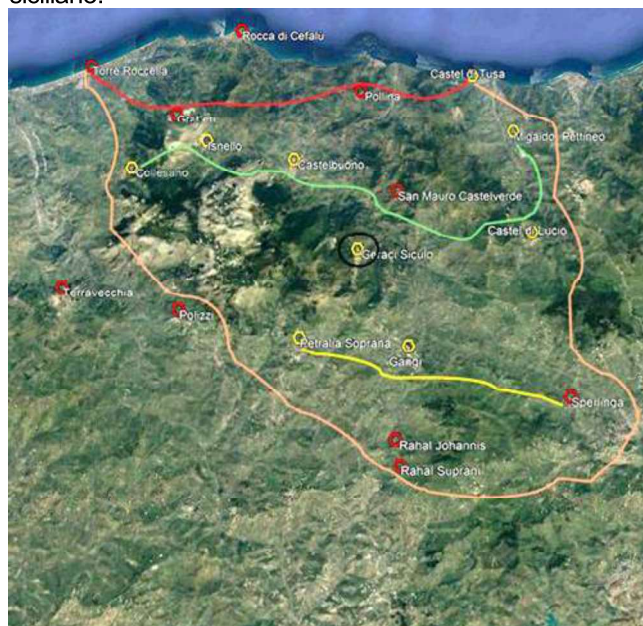 siciliano.
Rocca di Cefalù
Torre Roccella
Castel di Tusa
Pollina
Migaido, Pettineo
Isnello
Castelbuono
Collesano
San Mauro Castelverde
Castel di Lucio
Geraci Siculo
Terravecchia
Polizzi
Petralia Soprana
Gangi
Sperlinga
Rahal Johannis
Rahal Suprani